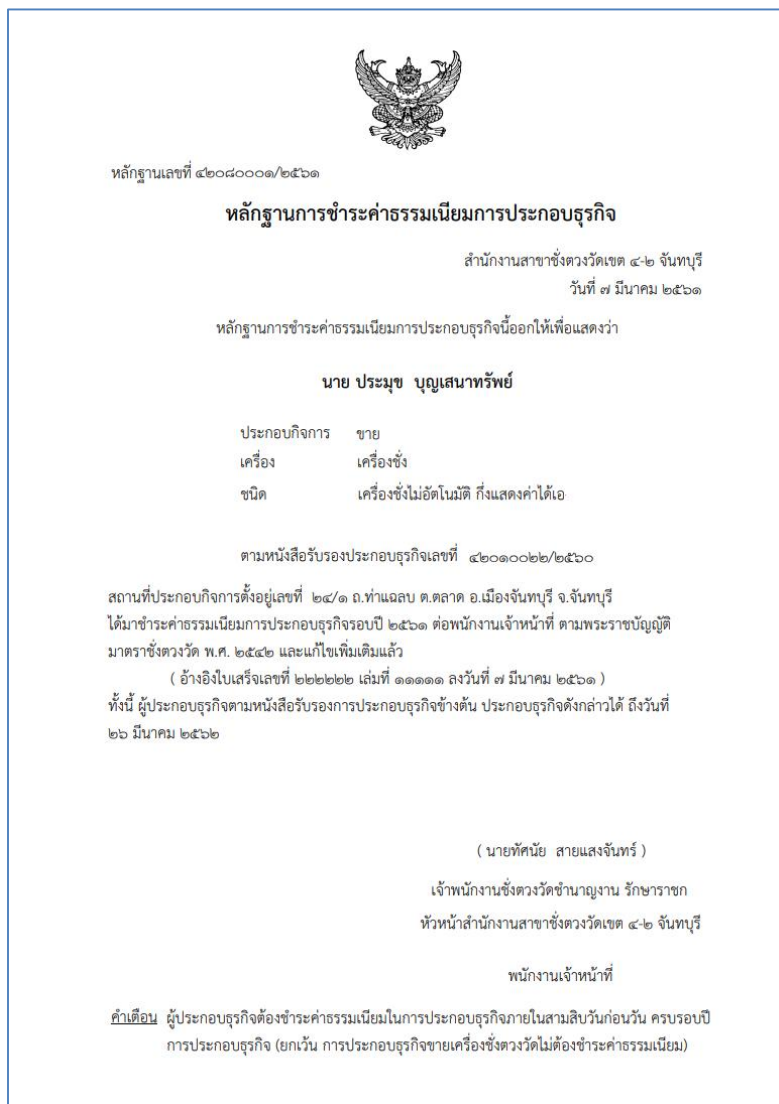 หลักฐานเลขที่ ๔๒๐๘๐๐๐๑/๒๕๖๑
หลักฐานการชำระค่าธรรมเนียมการประกอบธุรกิจ
สำนักงานสาขาชั่งตวงวัดเขต ๔-๒ จันทบุรี
วันที่ ๗ มีนาคม ๒๕๖๑
หลักฐานการชำระค่าธรรมเนียมการประกอบธุรกิจนี้ออกให้เพื่อแสดงว่า
นาย ประมุข บุญเสนาทรัพย์
ประกอบกิจการ ขาย
เครื่อง เครื่องชั่ง
ชนิด เครื่องชั่งไม่อัตโนมัติ กึ่งแสดงค่าได้เอ
ตามหนังสือรับรองประกอบธุรกิจเลขที่ ๔๒๐๑๐๐๒๒/๒๕๖๐
สถานที่ประกอบกิจการตั้งอยู่เลขที่ ๒๔/๑ ถ.ท่าแฉลบ ต.ตลาด อ.เมืองจันทบุรี จ.จันทบุรี
ได้มาชำระค่าธรรมเนียมการประกอบธุรกิจรอบปี ๒๕๖๑ ต่อพนักงานเจ้าหน้าที่ ตามพระราชบัญญัติ
มาตราชั่งตวงวัด พ.ศ. ๒๕๔๒ และแก้ไขเพิ่มเติมแล้ว
( อ้างอิงใบเสร็จเลขที่ ๒๒๒๒๒๒ เล่มที่ ๑๑๑๑๑ ลงวันที่ ๗ มีนาคม ๒๕๖๑ )
ทั้งนี้ ผู้ประกอบธุรกิจตามหนังสือรับรองการประกอบธุรกิจข้างต้น ประกอบธุรกิจดังกล่าวได้ ถึงวันที่
๒๖ มีนาคม ๒๕๖๒
( นายทัศนัย สายแสงจันทร์ )
เจ้าพนักงานชั่งตวงวัดชำนาญงาน รักษาราชก
หัวหน้าสำนักงานสาขาชั่งตวงวัดเขต ๔-๒ จันทบุรี
พนักงานเจ้าหน้าที่
คำเตือน ผู้ประกอบธุรกิจต้องชำระค่าธรรมเนียมในการประกอบธุรกิจภายในสามสิบวันก่อนวัน ครบรอบปี
การประกอบธุรกิจ (ยกเว้น การประกอบธุรกิจขายเครื่องชั่งตวงวัดไม่ต้องชำระค่าธรรมเนียม)